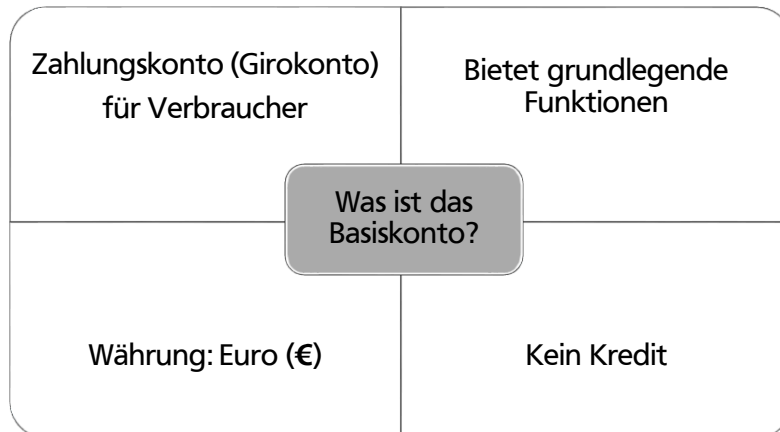 Zahlungskonto (Girokonto)
für Verbraucher
Bietet grundlegende
Funktionen
Was ist das
Basiskonto?
Währung: Euro (€)
Kein Kredit